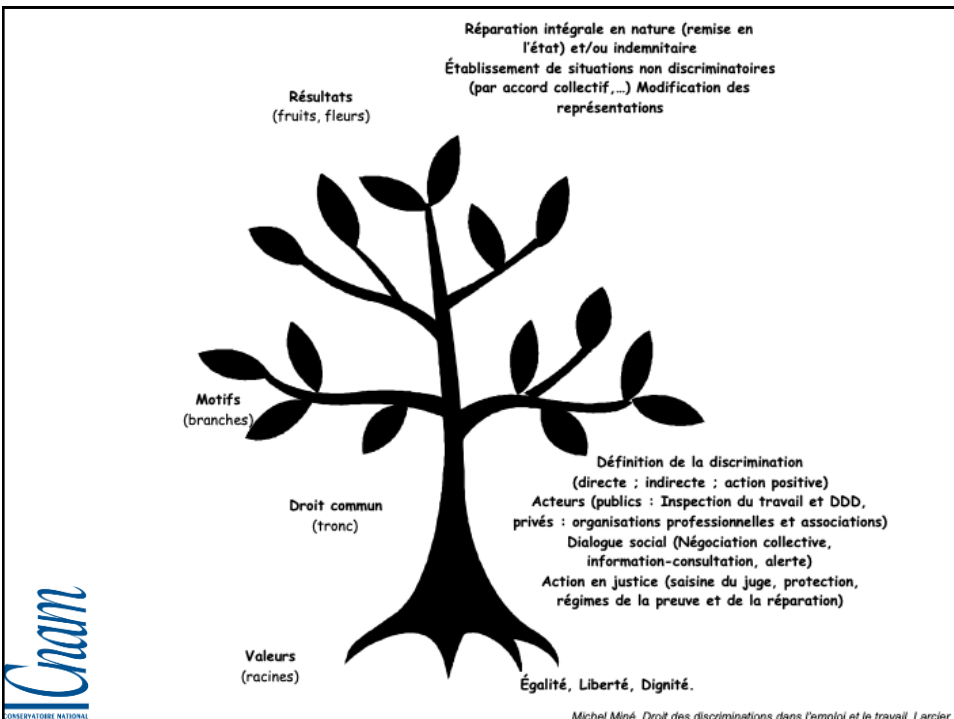 Réparation intégrale en nature (remise en
l'état) et/ou indemnitaire
Établissement de situations non discriminatoires
(par accord collectif,…) Modification des
représentations
Résultats
(fruits, fleurs)
Motifs
(branches)
Définition de la discrimination
(directe ; indirecte ; action positive)
Acteurs (publics : Inspection du travail et DDD,
privés : organisations professionnelles et associations)
Dialogue social (Négociation collective,
information-consultation, alerte)
Action en justice (saisine du juge, protection,
régimes de la preuve et de la réparation)
Droit commun
(tronc)
Valeurs
(racines)
Égalité, Liberté, Dignité.
Cnam
CONSERVATOIRE NATIONAL
Michel Miné, Droit des discriminations dans l'emploi et le travail, Larcier